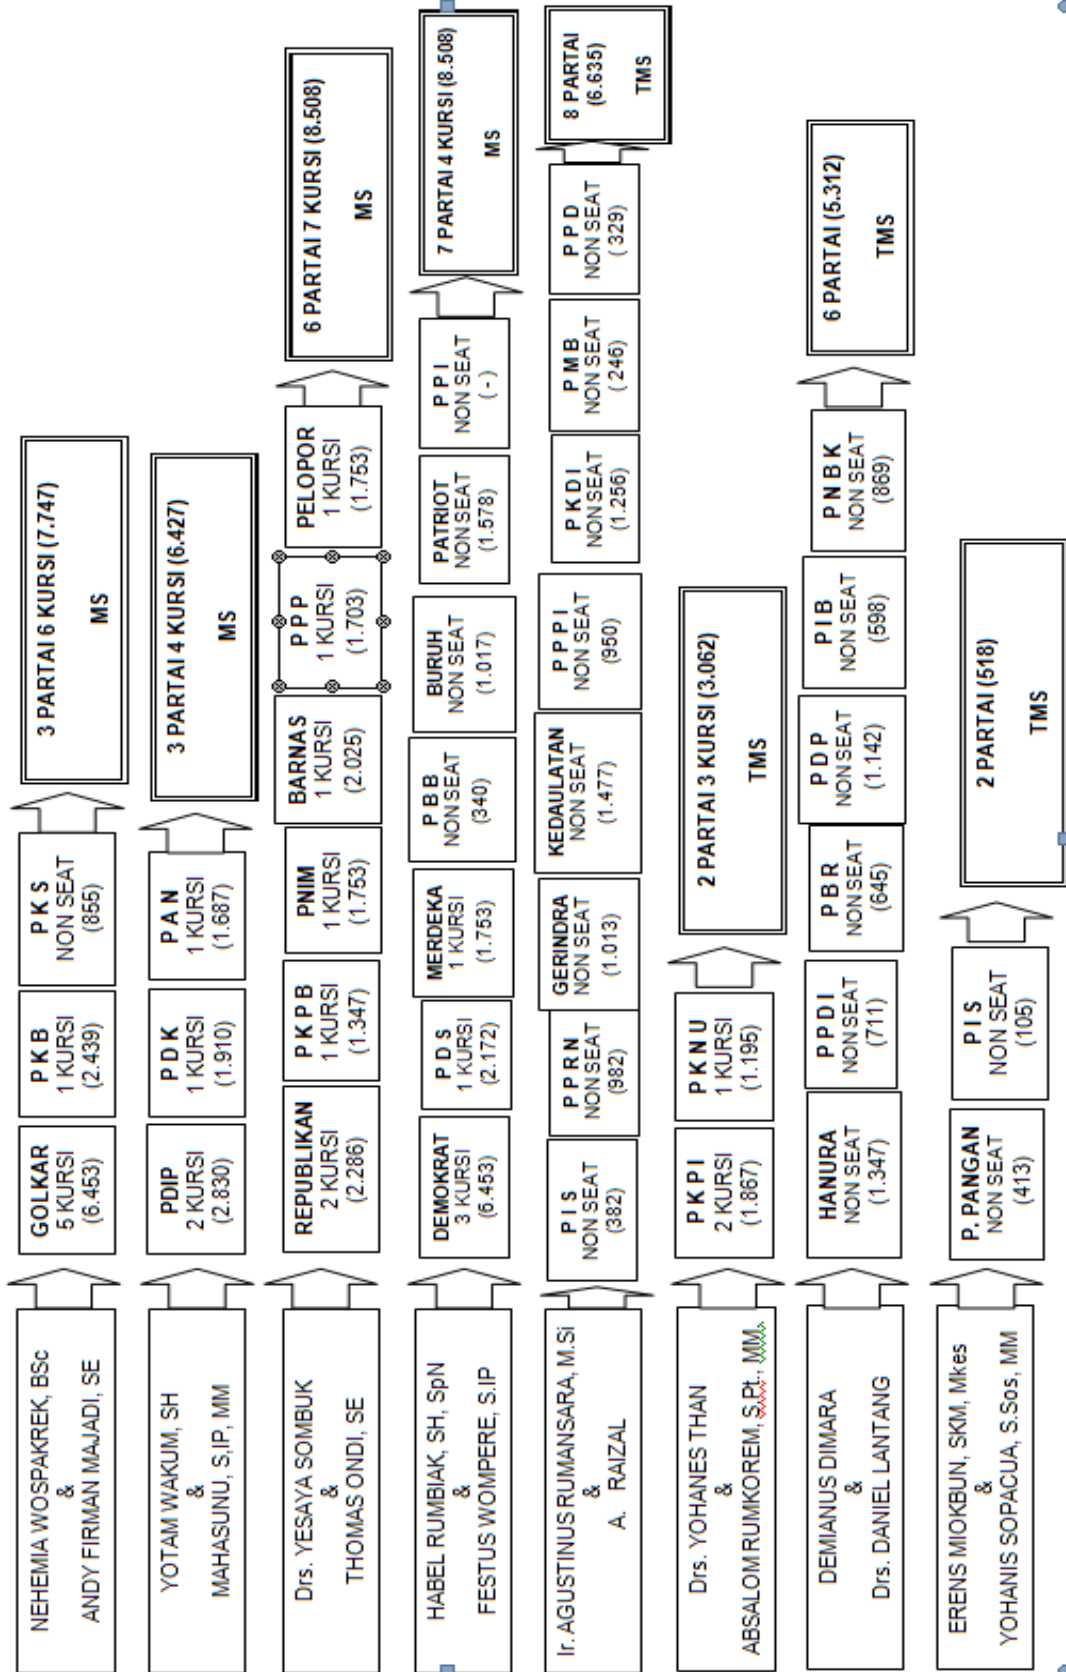 NEHEMIA WOSPAKREK, BSc
&
ANDY FIRMAN MAJADI, SE
GOLKAR
5 KURSI
(6.453)
P K B
1 KURSI
(2.439)
P K S
NON SEAT
(855)
3 PARTAI 6 KURSI (7.747)
MS
YOTAM WAKUM, SH
&
MAHASUNU, S,IP, MM
PDIP
2 KURSI
(2.830)
P D K
1 KURSI
(1.910)
P A N
1 KURSI
(1.687)
3 PARTAI 4 KURSI (6.427)
MS
Drs. YESAYA SOMBUK
&
THOMAS ONDI, SE
REPUBLIKAN
2 KURSI
(2.286)
P K P B
1 KURSI
(1.347)
PNIM
1 KURSI
(1.753)
BARNAS
1 KURSI
(2.025)
P P P
1 KURSI
(1.703)
PELOPOR
1 KURSI
(1.753)
6 PARTAI 7 KURSI (8.508)
MS
HABEL RUMBIAK, SH, SpN
&
FESTUS WOMPERE, S.IP
DEMOKRAT
3 KURSI
(6.453)
P D S
1 KURSI
(2.172)
MERDEKA
1 KURSI
(1.753)
P B B
NON SEAT
(340)
BURUH
NON SEAT
(1.017)
PATRIOT
NON SEAT
(1.578)
P P I
NON SEAT
( - )
7 PARTAI 4 KURSI (8.508)
MS
Ir. AGUSTINUS RUMANSARA, M.Si
&
A. RAIZAL
P I S
NON SEAT
(382)
P P R N
NON SEAT
(982)
GERINDRA
NON SEAT
(1.013)
KEDAULATAN
NON SEAT
(1.477)
P P P I
NON SEAT
(950)
P K D I
NON SEAT
(1.256)
P M B
NON SEAT
( 246)
P P D
NON SEAT
( 329)
8 PARTAI
(6.635)
TMS
Drs. YOHANES THAN
&
ABSALOM RUMKOREM, S.Pt., MM.
P K P I
2 KURSI
(1.867)
P K N U
1 KURSI
(1.195)
2 PARTAI 3 KURSI (3.062)
TMS
DEMIANUS DIMARA
&
Drs. DANIEL LANTANG
HANURA
NON SEAT
(1.347)
P P D I
NON SEAT
(711)
P B R
NON SEAT
(645)
P D P
NON SEAT
(1.142)
P I B
NON SEAT
(598)
P N B K
NON SEAT
(869)
6 PARTAI (5.312)
TMS
ERENS MIOKBUN, SKM, Mkes
&
YOHANIS SOPACUA, S.Sos, MM
P. PANGAN
NON SEAT
(413)
P I S
NON SEAT
(105)
2 PARTAI (518)
TMS